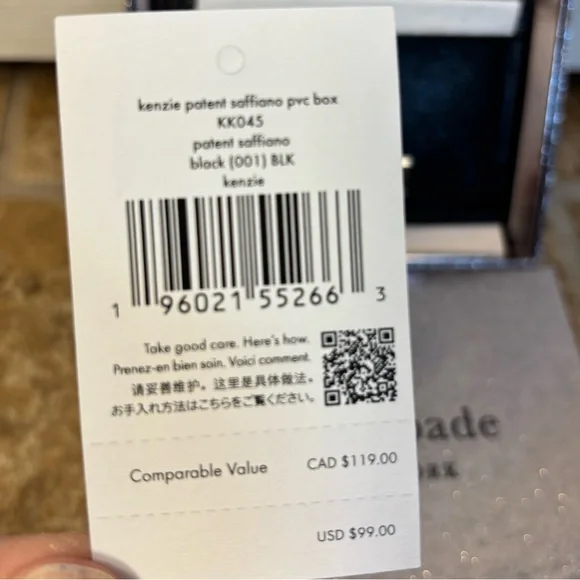 kenzie patent saffiano pvc box
KK045
patent saffiano
black (001) BLK
kenzie
1 96021 55266 3
Take good care. Here's how.
Prenez-en bien soin. Voici comment.
请妥善维护。这里是具体做法。
お手入れ方法はこちらをご覧ください。
Comparable Value CAD $119.00
USD $99.00
ade